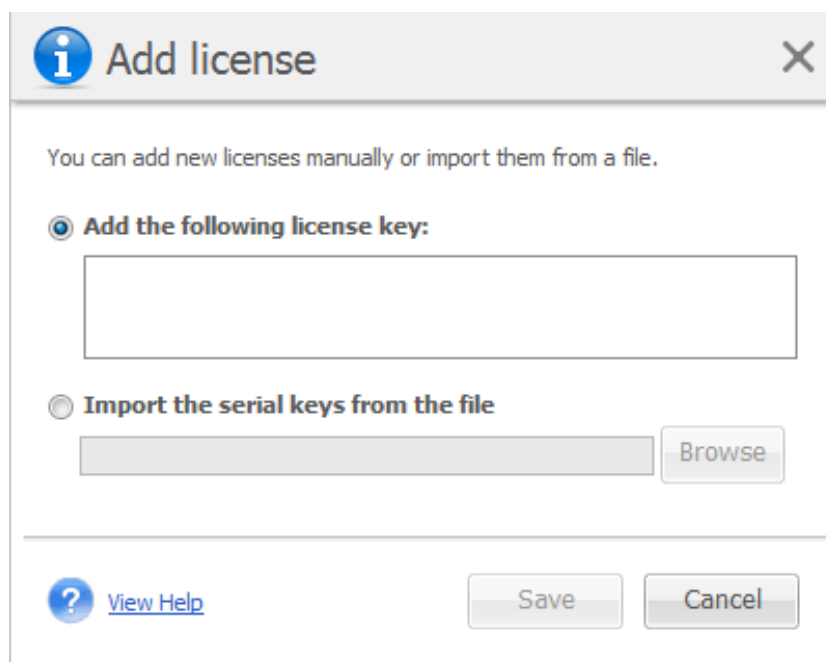 Add license
You can add new licenses manually or import them from a file.
Add the following license key:
Import the serial keys from the file
Browse
View Help
Save
Cancel